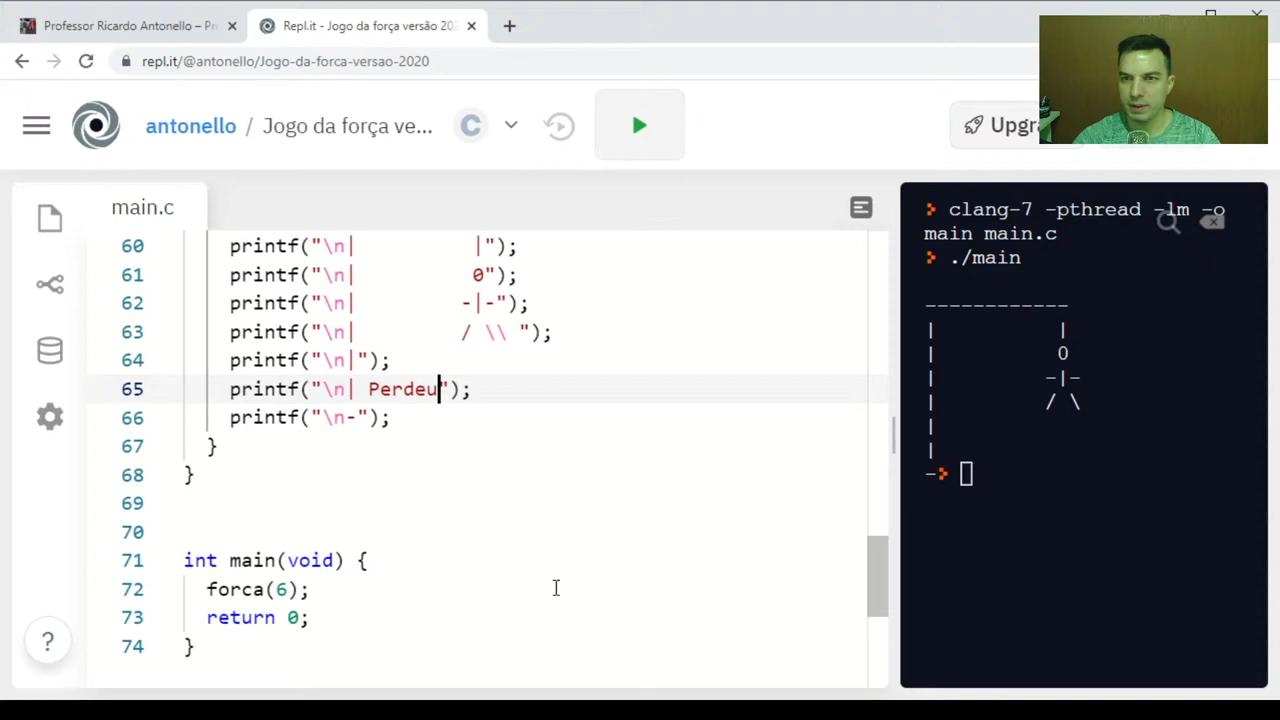 Professor Ricardo Antonello – Pr
Repl.it - Jogo da força versão 202
repl.it/@antonello/Jogo-da-forca-versao-2020
antonello / Jogo da força ve...
C
Upgra
main.c
60 printf("\n|          |");
61 printf("\n|          0");
62 printf("\n|         -|-");
63 printf("\n|         / \\ ");
64 printf("\n|");
65 printf("\n| Perdeu");
66 printf("\n-");
67 }
68 }
69
70
71 int main(void) {
72 forca(6);
73 return 0;
74 }
?
> clang-7 -pthread -lm -o
main main.c
> ./main
------------
|          |
|          0
|         -|-
|         / \
|
|
->